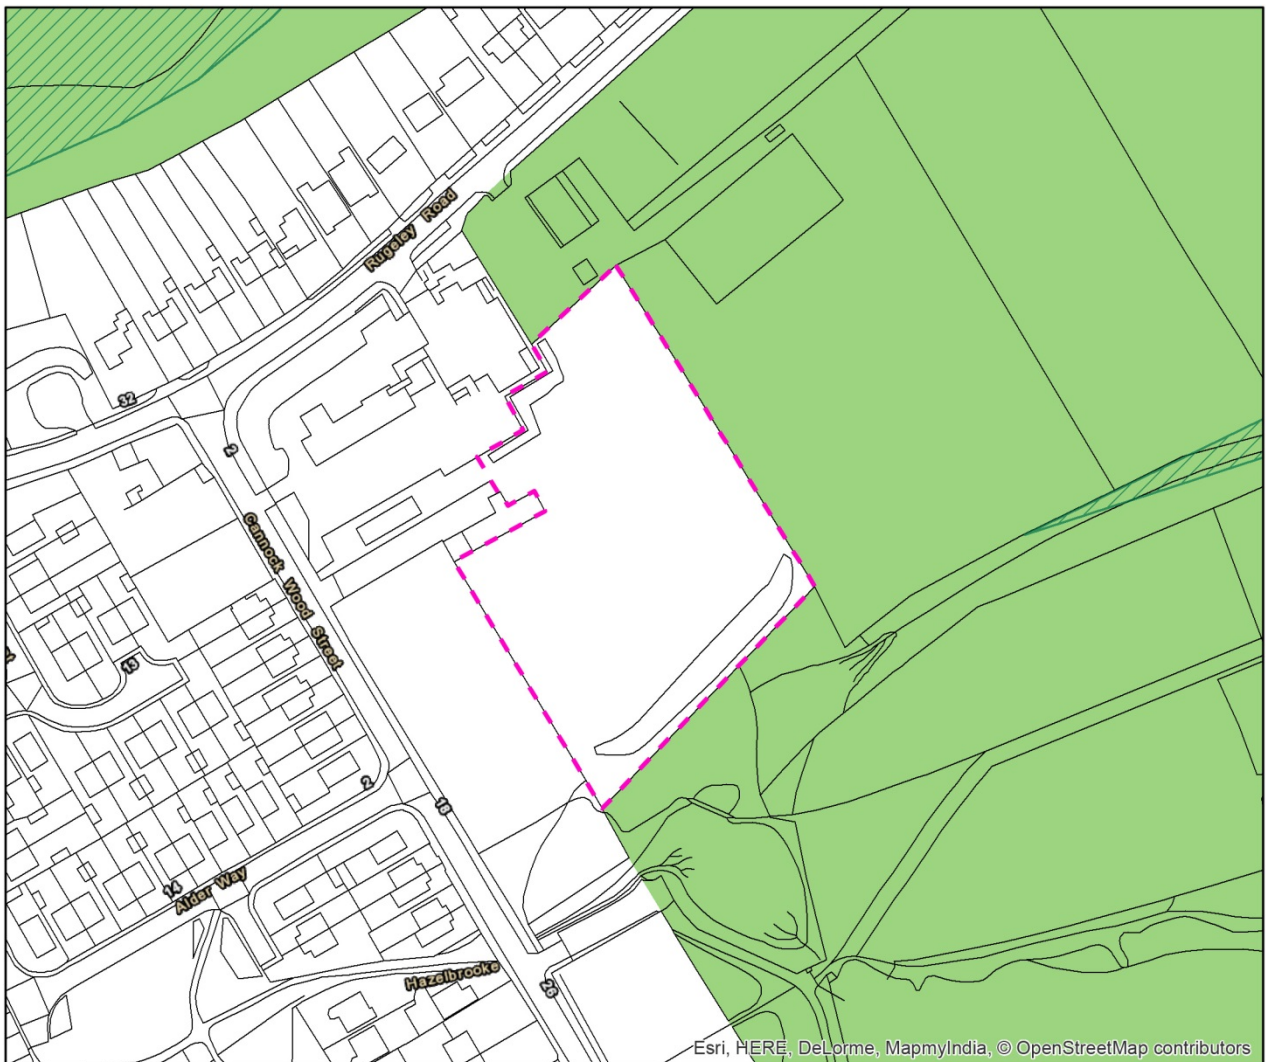 Rugeley Road
32
2
Cannock Wood Street
13
2
18
14
Alder Way
Hazelbrooke
26
Esri, HERE, DeLorme, MapmyIndia, © OpenStreetMap contributors